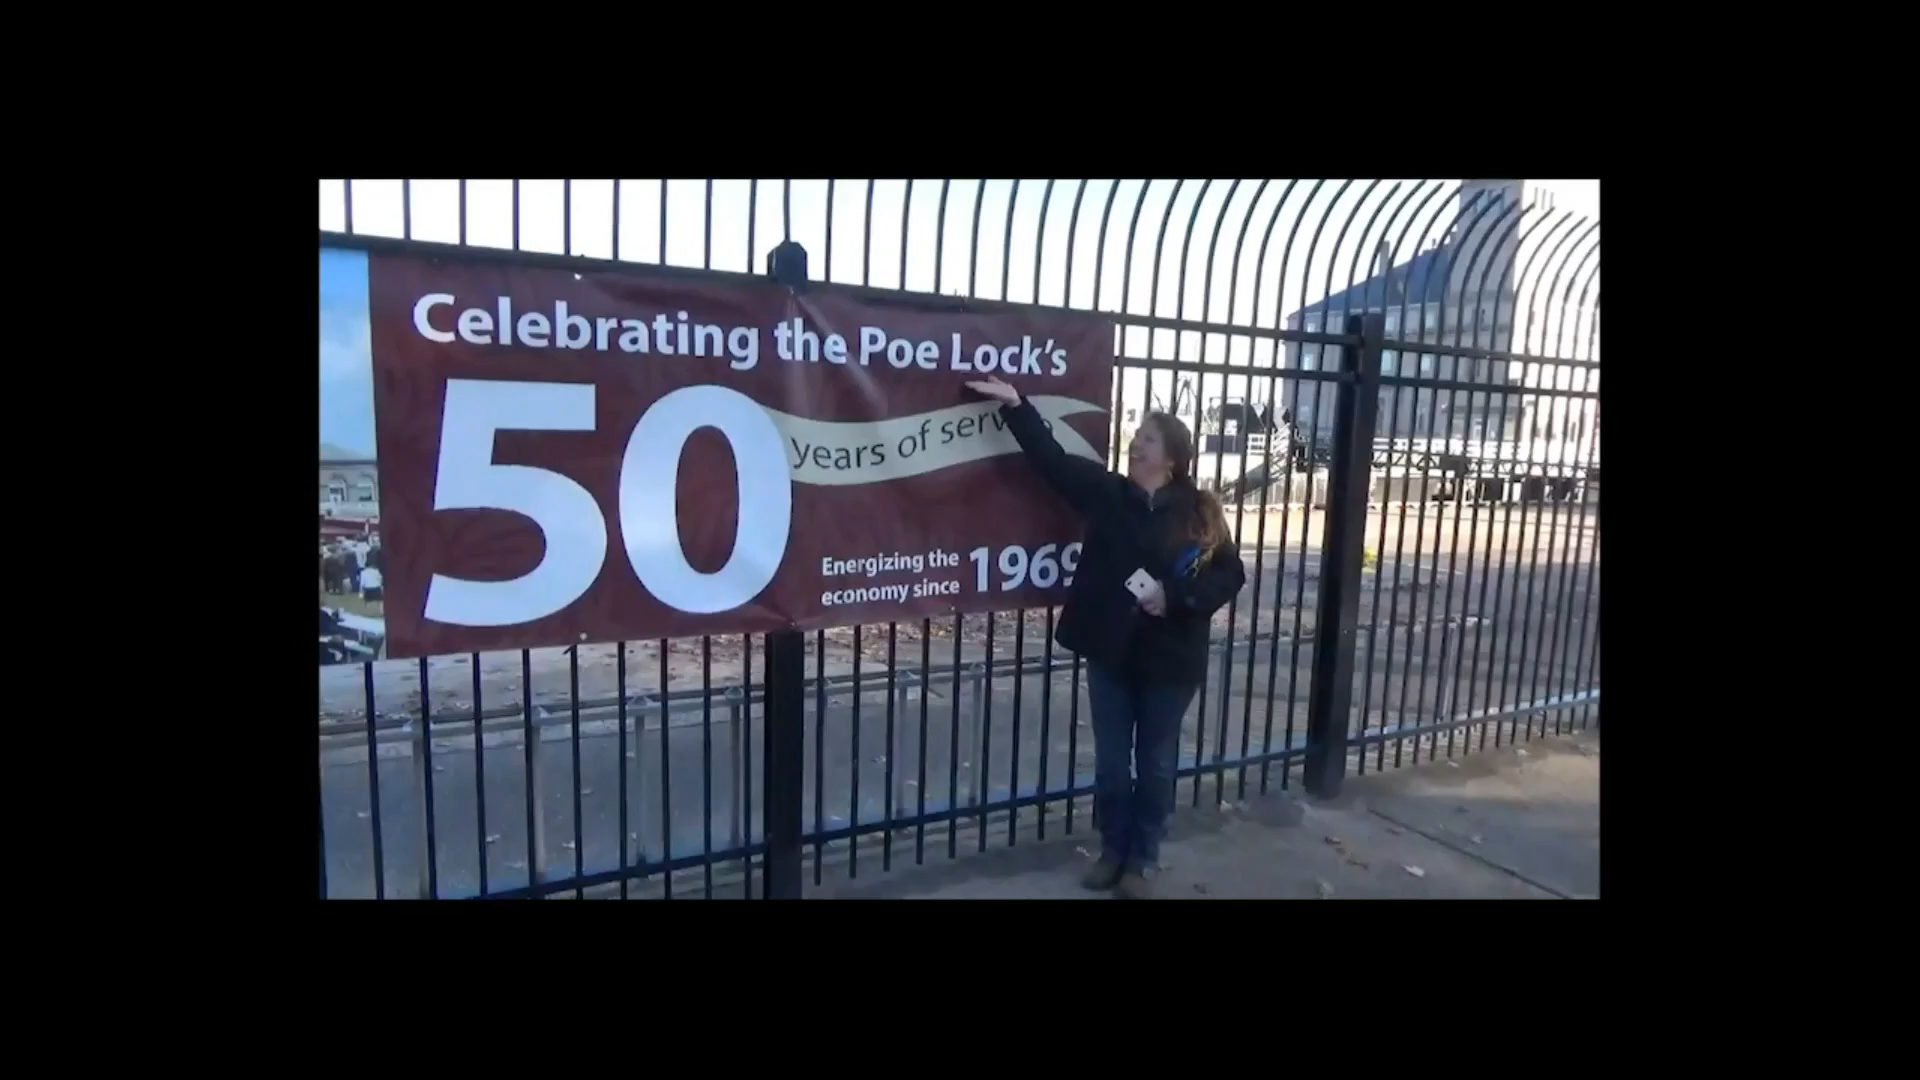 Celebrating the Poe Lock's
50
years of serv
Energizing the
economy since
1969